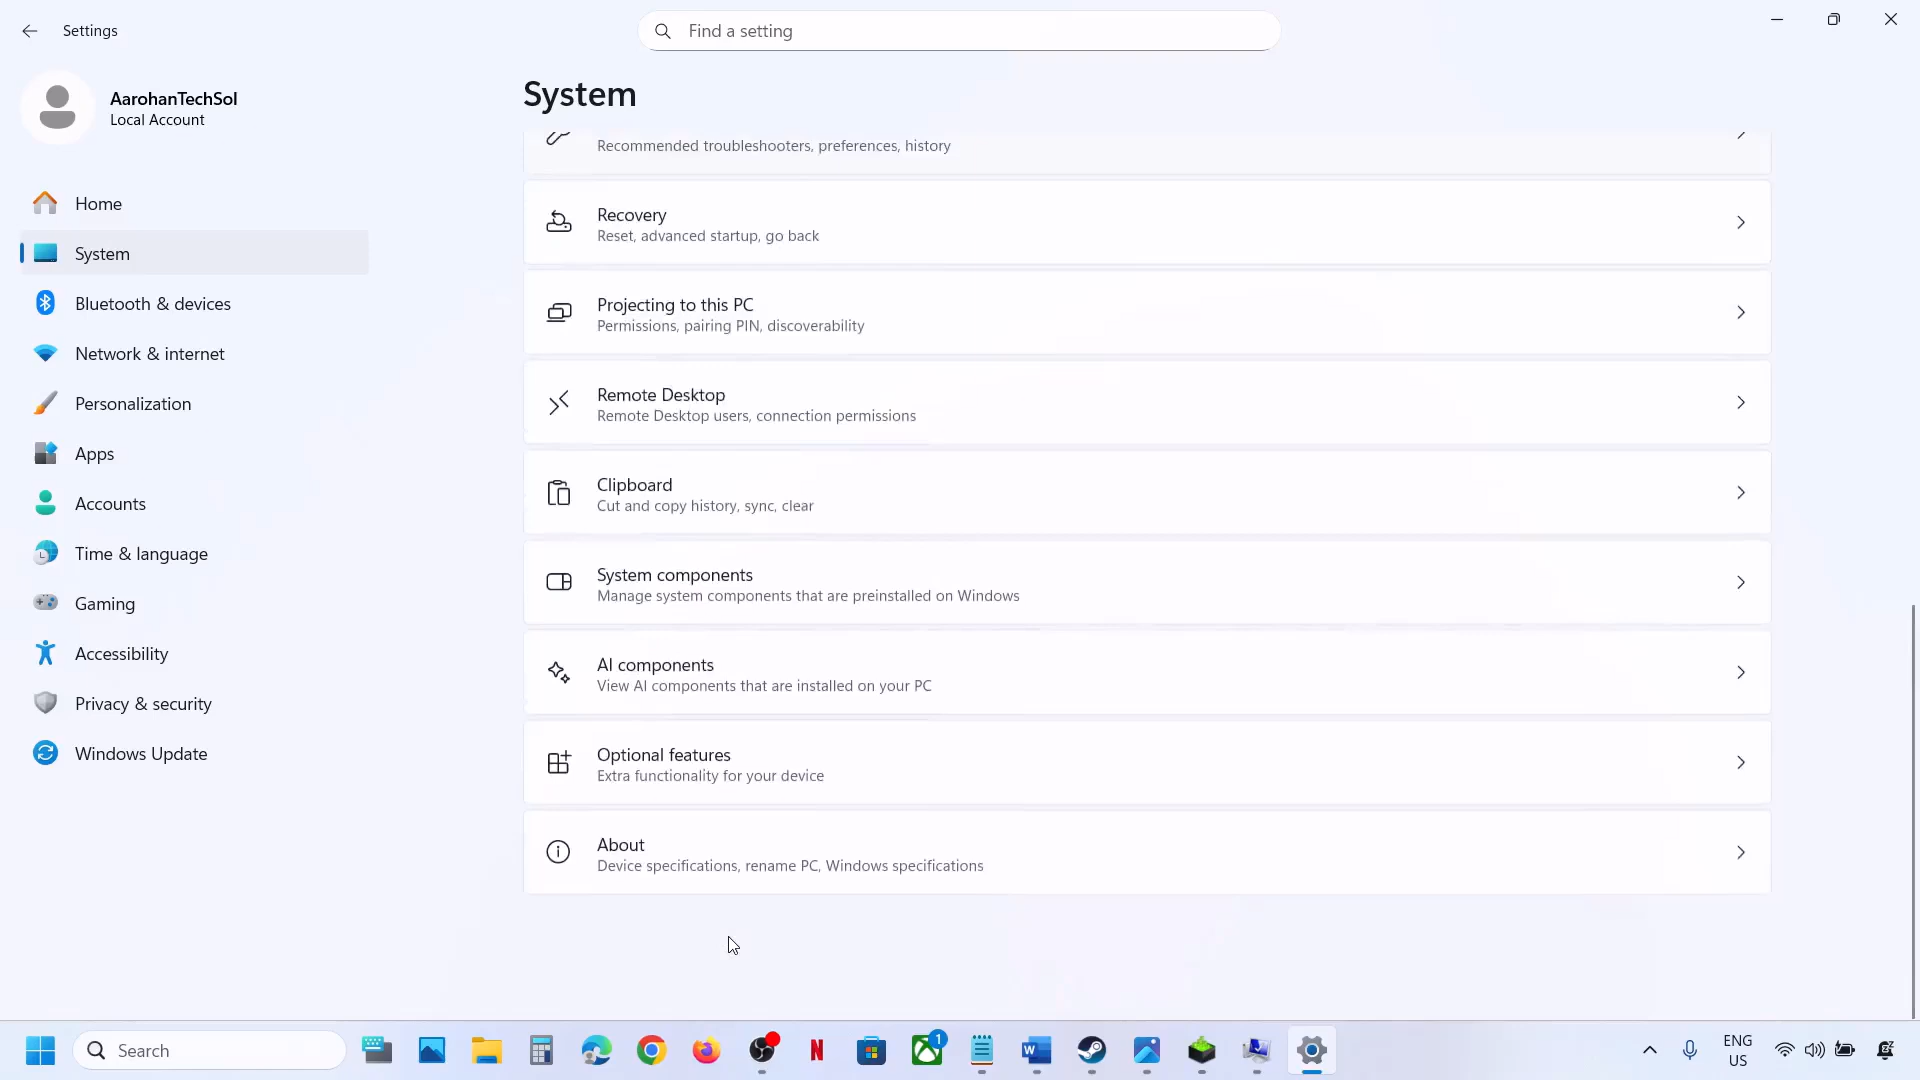 Settings
Find a setting
AarohanTechSol
Local Account
Home
System
Bluetooth & devices
Network & internet
Personalization
Apps
Accounts
Time & language
Gaming
Accessibility
Privacy & security
Windows Update
System
Recommended troubleshooters, preferences, history
Recovery
Reset, advanced startup, go back
Projecting to this PC
Permissions, pairing PIN, discoverability
Remote Desktop
Remote Desktop users, connection permissions
Clipboard
Cut and copy history, sync, clear
System components
Manage system components that are preinstalled on Windows
AI components
View AI components that are installed on your PC
Optional features
Extra functionality for your device
About
Device specifications, rename PC, Windows specifications
Search
N
1
W
ENG
US